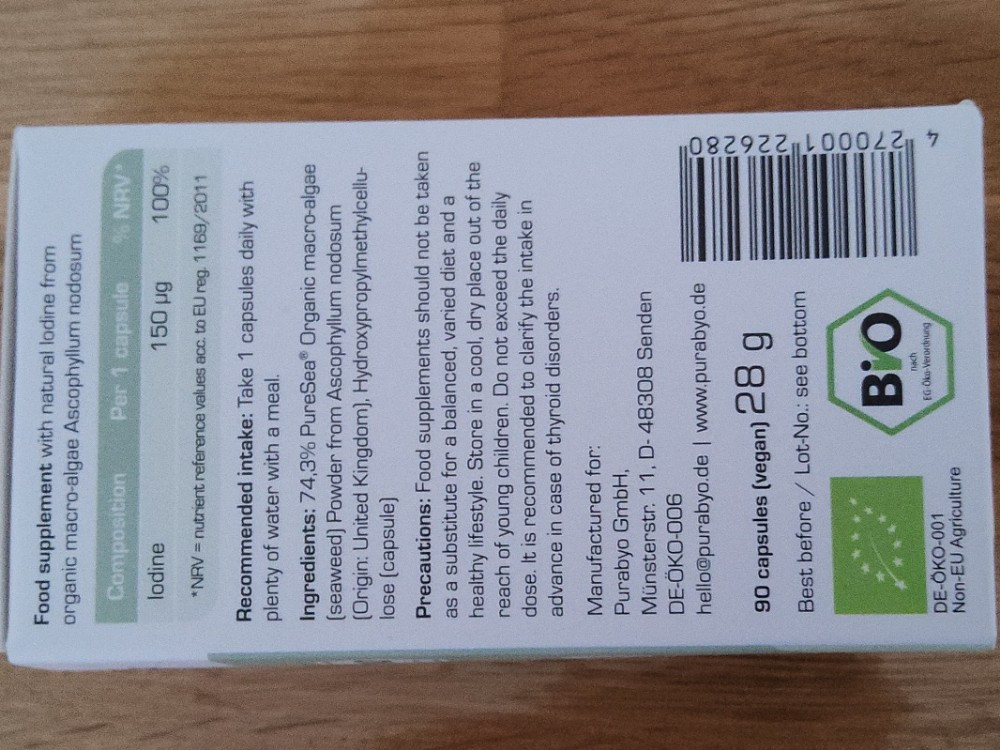 Food supplement with natural Iodine from
organic macro-algae Ascophyllum nodosum
Composition Per 1 capsule % NRV*
Iodine 150 µg 100%
*NRV = nutrient reference values acc. to EU reg. 1169/2011
Recommended intake: Take 1 capsules daily with
plenty of water with a meal.
Ingredients: 74,3% PureSea® Organic macro-algae
(seaweed) Powder from Ascophyllum nodosum
(Origin: United Kingdom), Hydroxypropylmethylcellu-
lose (capsule)
Precautions: Food supplements should not be taken
as a substitute for a balanced, varied diet and a
healthy lifestyle. Store in a cool, dry place out of the
reach of young children. Do not exceed the daily
dose. It is recommended to clarify the intake in
advance in case of thyroid disorders.
Manufactured for:
Purabyo GmbH,
Münsterstr. 11, D- 48308 Senden
DE-ÖKO-006
hello@purabyo.de | www.purabyo.de
90 capsules (vegan) 28 g
Best before / Lot-No.: see bottom
4 270001 226280
Bio
nach
EG-Öko-Verordnung
DE-ÖKO-001
Non-EU Agriculture